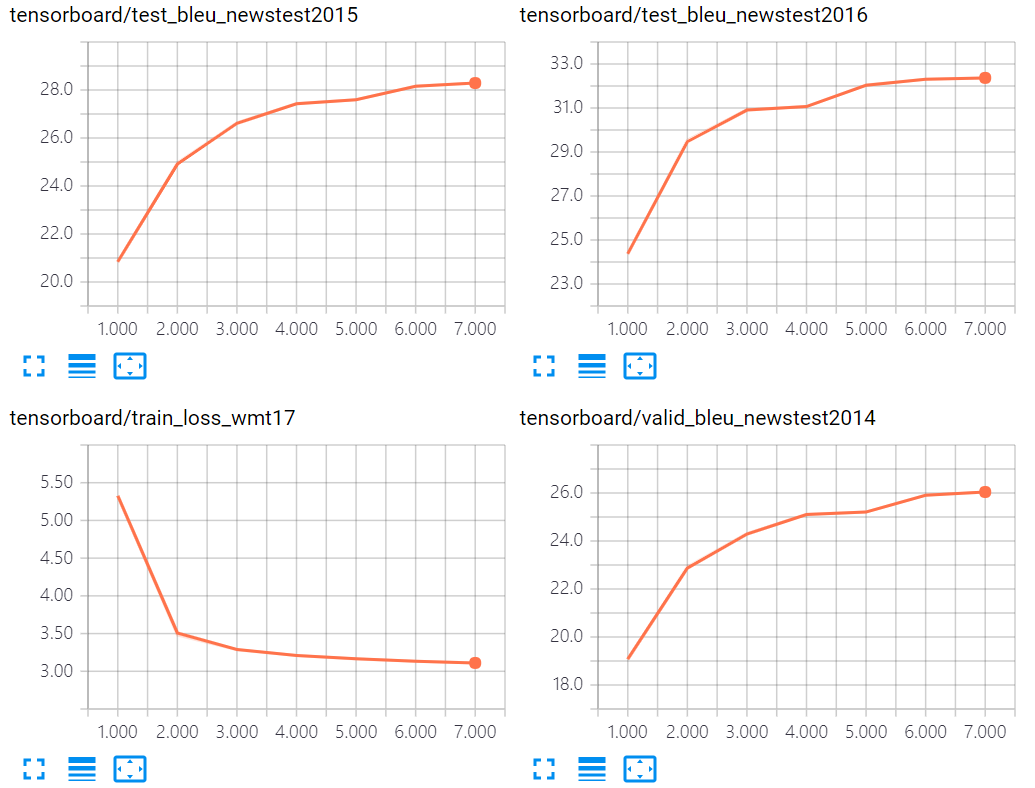 tensorboard/test_bleu_newstest2015
28.0
26.0
24.0
22.0
20.0
1.000 2.000 3.000 4.000 5.000 6.000 7.000
tensorboard/test_bleu_newstest2016
33.0
31.0
29.0
27.0
25.0
23.0
1.000 2.000 3.000 4.000 5.000 6.000 7.000
tensorboard/train_loss_wmt17
5.50
5.00
4.50
4.00
3.50
3.00
1.000 2.000 3.000 4.000 5.000 6.000 7.000
tensorboard/valid_bleu_newstest2014
26.0
24.0
22.0
20.0
18.0
1.000 2.000 3.000 4.000 5.000 6.000 7.000